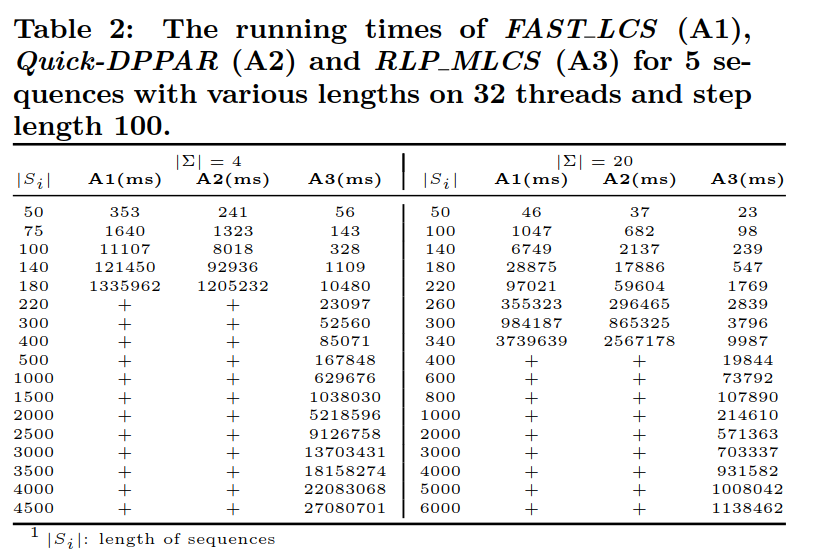 Table 2: The running times of FAST_LCS (A1),
Quick-DPPAR (A2) and RLP_MLCS (A3) for 5 se-
quences with various lengths on 32 threads and step
length 100.
|Σ| = 4 |Σ| = 20
|Si| A1(ms) A2(ms) A3(ms) |Si| A1(ms) A2(ms) A3(ms)
50 353 241 56 50 46 37 23
75 1640 1323 143 100 1047 682 98
100 11107 8018 328 140 6749 2137 239
140 121450 92936 1109 180 28875 17886 547
180 1335962 1205232 10480 220 97021 59604 1769
220 + + 23097 260 355323 296465 2839
300 + + 52560 300 984187 865325 3796
400 + + 85071 340 3739639 2567178 9987
500 + + 167848 400 + + 19844
1000 + + 629676 600 + + 73792
1500 + + 1038030 800 + + 107890
2000 + + 5218596 1000 + + 214610
2500 + + 9126758 2000 + + 571363
3000 + + 13703431 3000 + + 703337
3500 + + 18158274 4000 + + 931582
4000 + + 22083068 5000 + + 1008042
4500 + + 27080701 6000 + + 1138462
1 |Si|: length of sequences